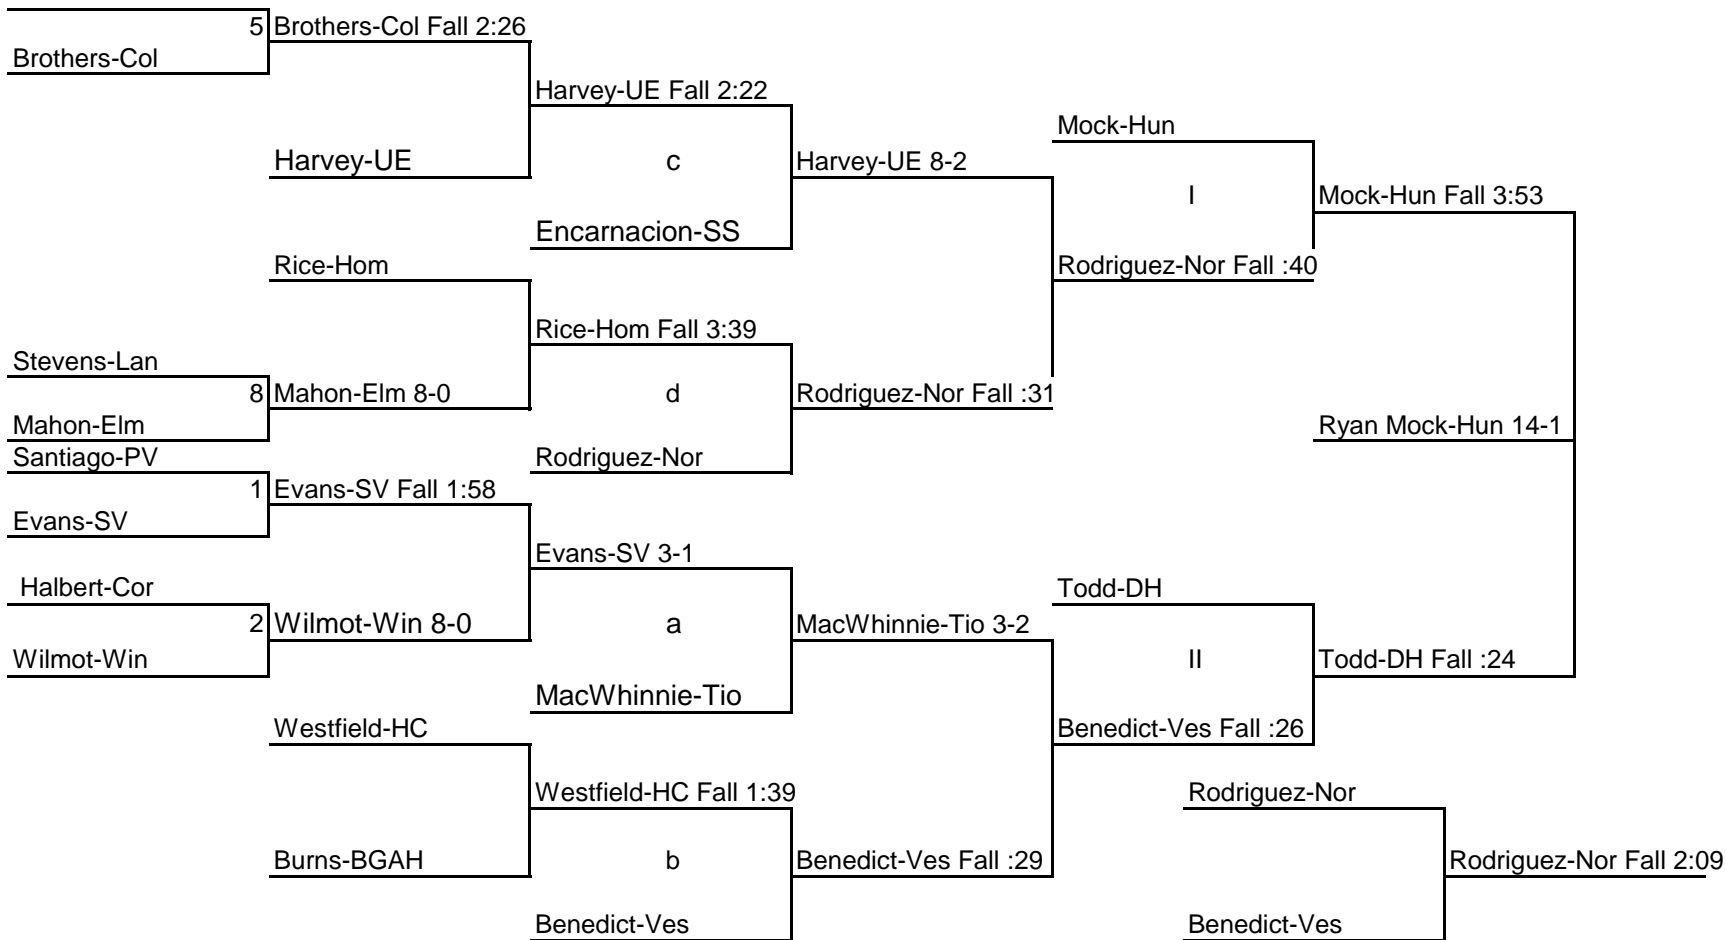 5 Brothers-Col Fall 2:26
Brothers-Col
Harvey-UE Fall 2:22
Mock-Hun
Harvey-UE c Harvey-UE 8-2
I Mock-Hun Fall 3:53
Encarnacion-SS
Rice-Hom Rodriguez-Nor Fall :40
Rice-Hom Fall 3:39
Stevens-Lan
8 Mahon-Elm 8-0 d Rodriguez-Nor Fall :31
Mahon-Elm Ryan Mock-Hun 14-1
Santiago-PV Rodriguez-Nor
1 Evans-SV Fall 1:58
Evans-SV
Evans-SV 3-1
Halbert-Cor Todd-DH
2 Wilmot-Win 8-0 a MacWhinnie-Tio 3-2
Wilmot-Win II Todd-DH Fall :24
MacWhinnie-Tio
Westfield-HC Benedict-Ves Fall :26
Westfield-HC Fall 1:39 Rodriguez-Nor
Burns-BGAH b Benedict-Ves Fall :29 Rodriguez-Nor Fall 2:09
Benedict-Ves Benedict-Ves